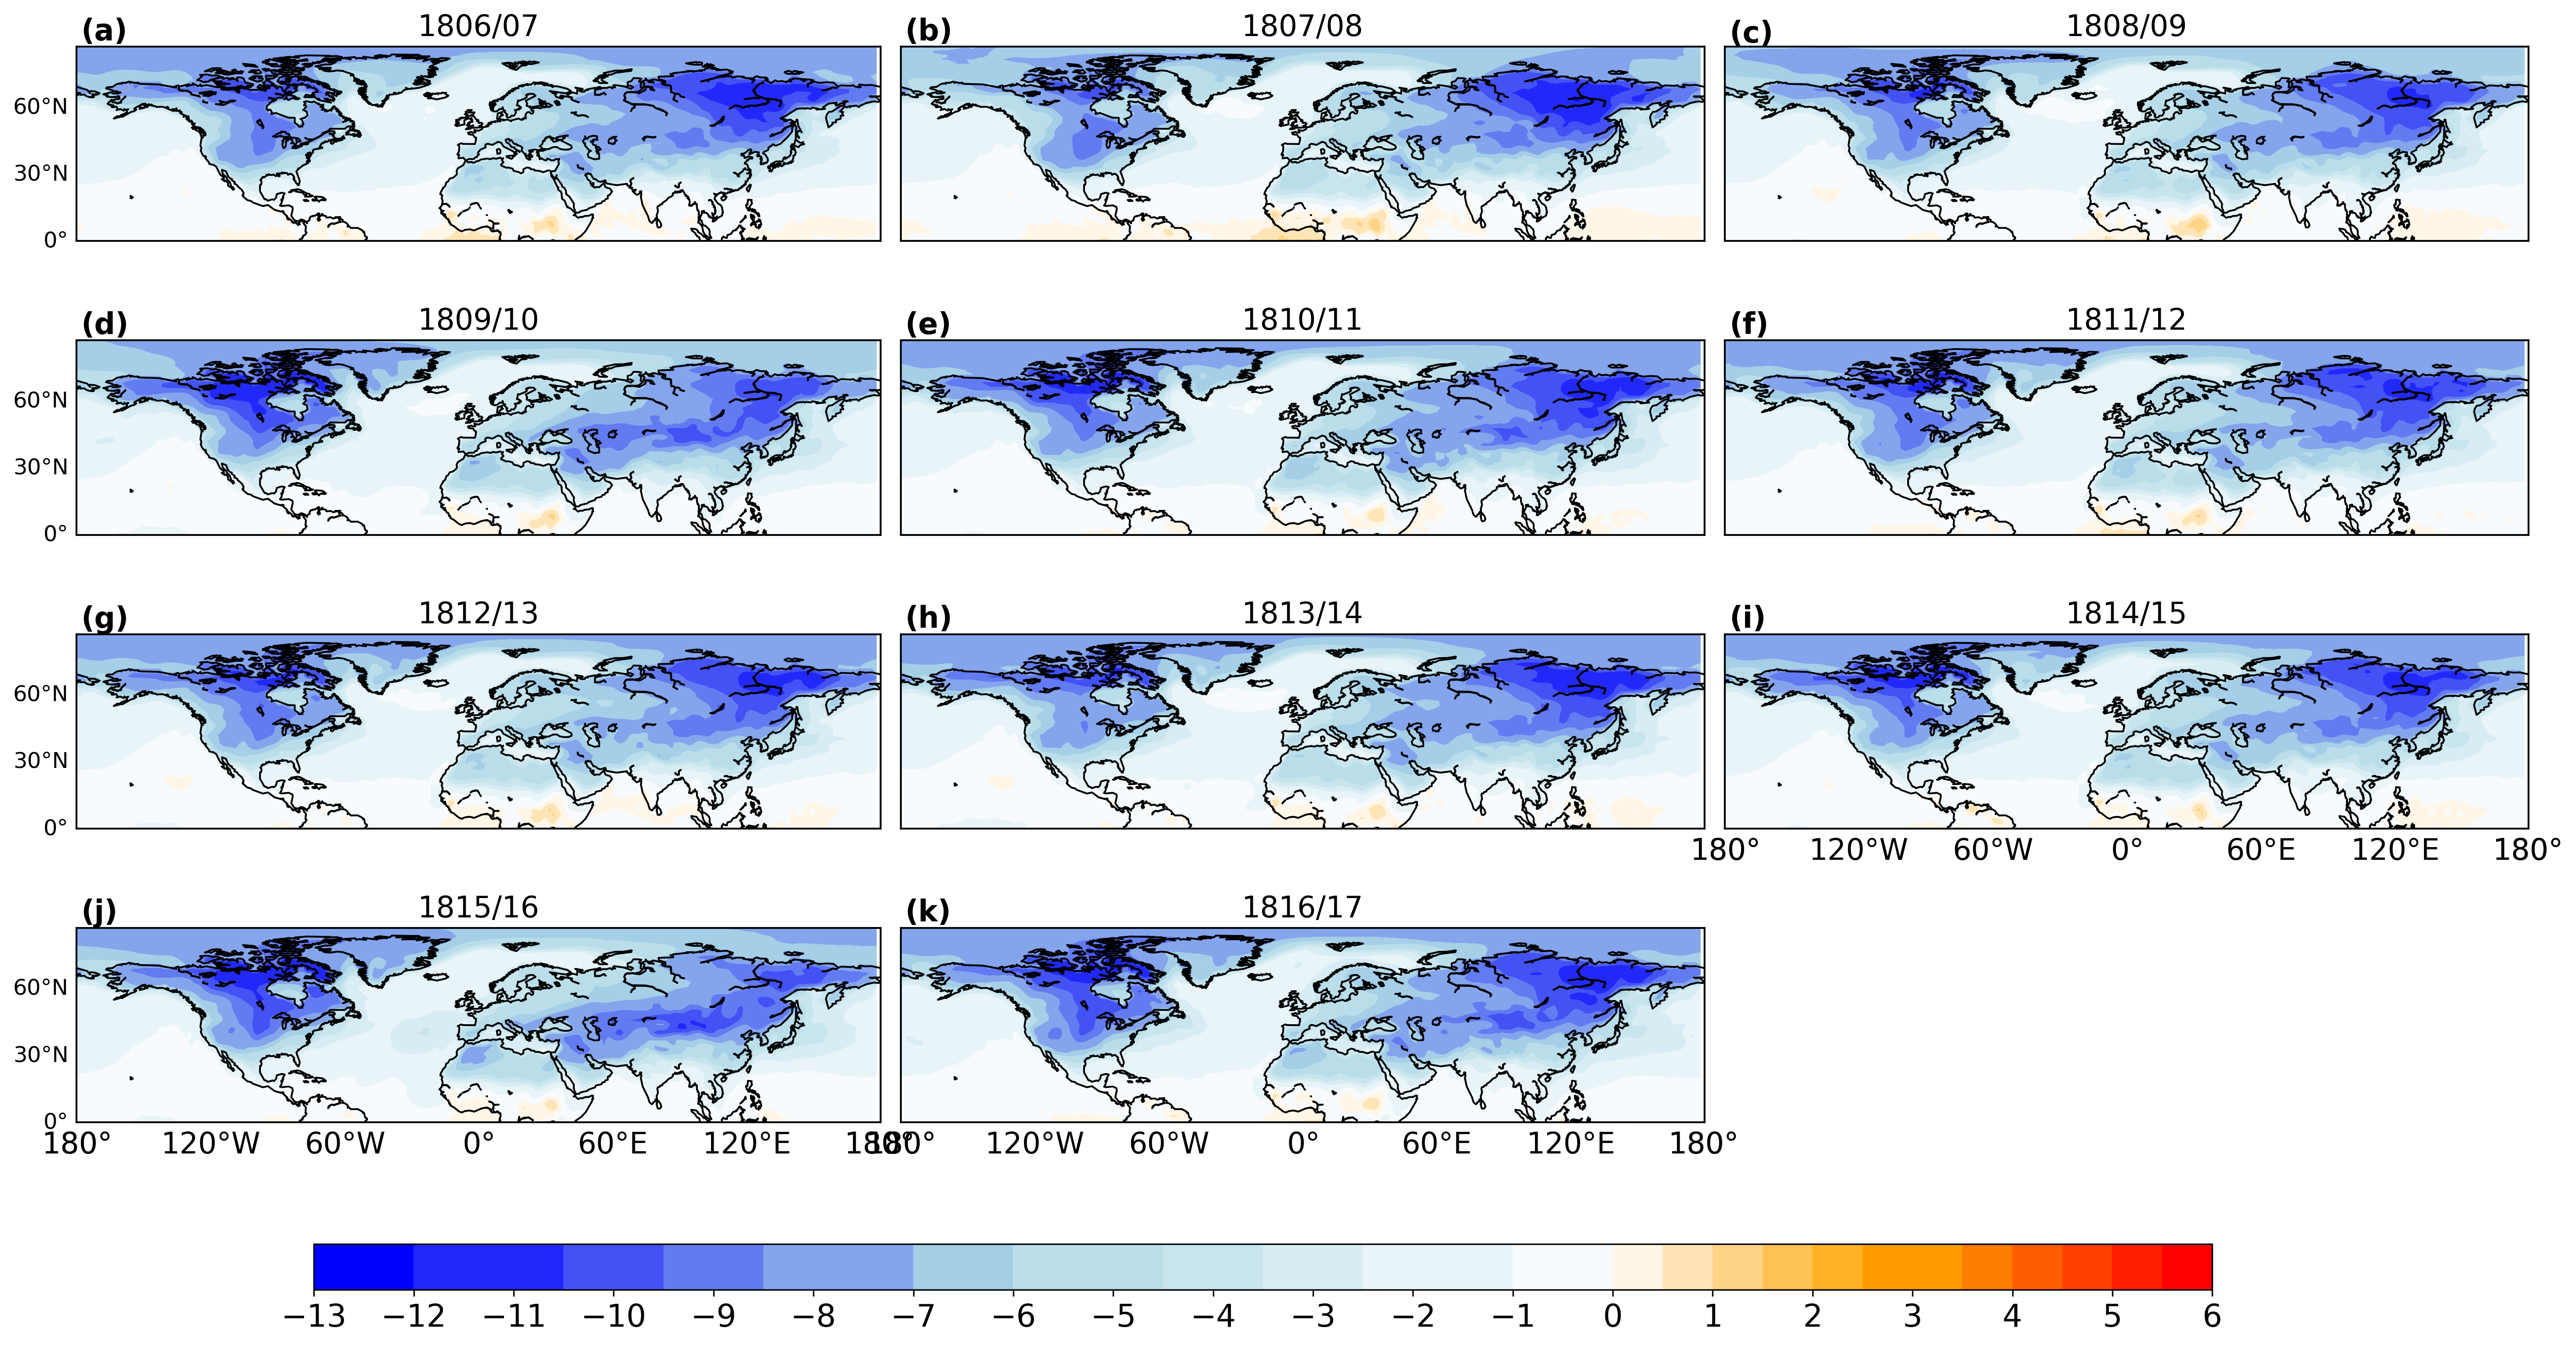 (a) 1806/07 (b) 1807/08 (c) 1808/09
60°N
30°N
0°
(d) 1809/10 (e) 1810/11 (f) 1811/12
60°N
30°N
0°
(g) 1812/13 (h) 1813/14 (i) 1814/15
60°N
30°N
0°
180° 120°W 60°W 0° 60°E 120°E 180°
(j) 1815/16 (k) 1816/17
60°N
30°N
0°
180° 120°W 60°W 0° 60°E 120°E 180° 180° 120°W 60°W 0° 60°E 120°E 180°
−13 −12 −11 −10 −9 −8 −7 −6 −5 −4 −3 −2 −1 0 1 2 3 4 5 6